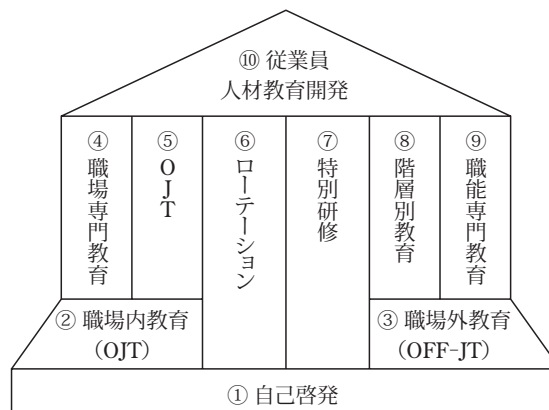 ⑩ 従業員
人材教育開発
④職場専門教育
⑤OJT
⑥ローテーション
⑦特別研修
⑧階層別教育
⑨職能専門教育
② 職場内教育
（OJT）
③ 職場外教育
（OFF-JT）
① 自己啓発